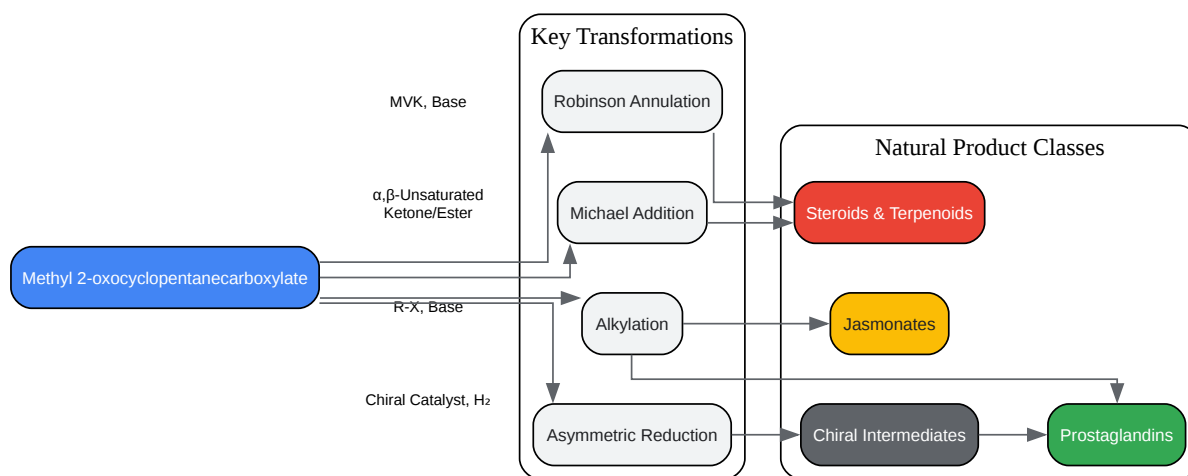 Key Transformations
MVK, Base
Robinson Annulation
Natural Product Classes
α,β-Unsaturated
Ketone/Ester
Michael Addition
Steroids & Terpenoids
Methyl 2-oxocyclopentanecarboxylate
R-X, Base
Alkylation
Jasmonates
Chiral Catalyst, H₂
Asymmetric Reduction
Chiral Intermediates
Prostaglandins